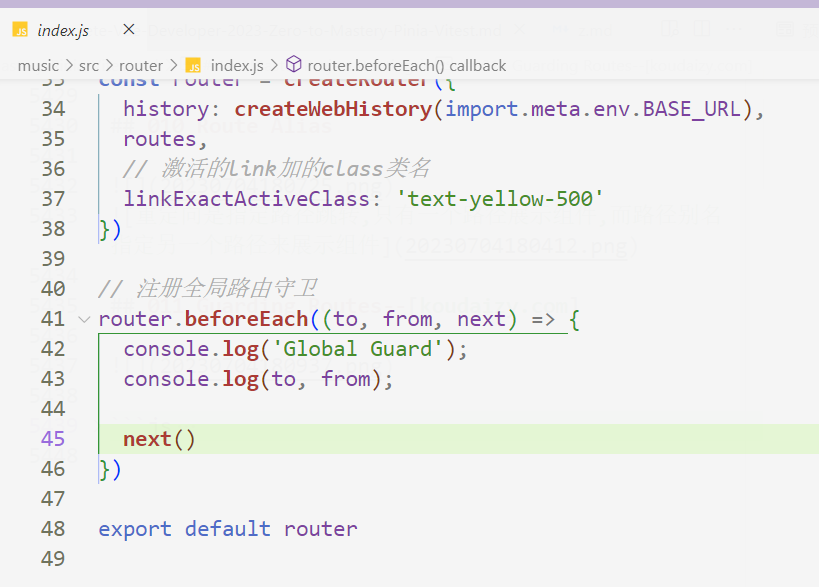 index.js
music > src > router > index.js > router.beforeEach() callback
33 const router = createRouter({
34 history: createWebHistory(import.meta.env.BASE_URL),
35 routes,
36 // 激活的link加的class类名
37 linkExactActiveClass: 'text-yellow-500'
38 })
39
40 // 注册全局路由守卫
41 router.beforeEach((to, from, next) => {
42 console.log('Global Guard');
43 console.log(to, from);
44
45 next()
46 })
47
48 export default router
49